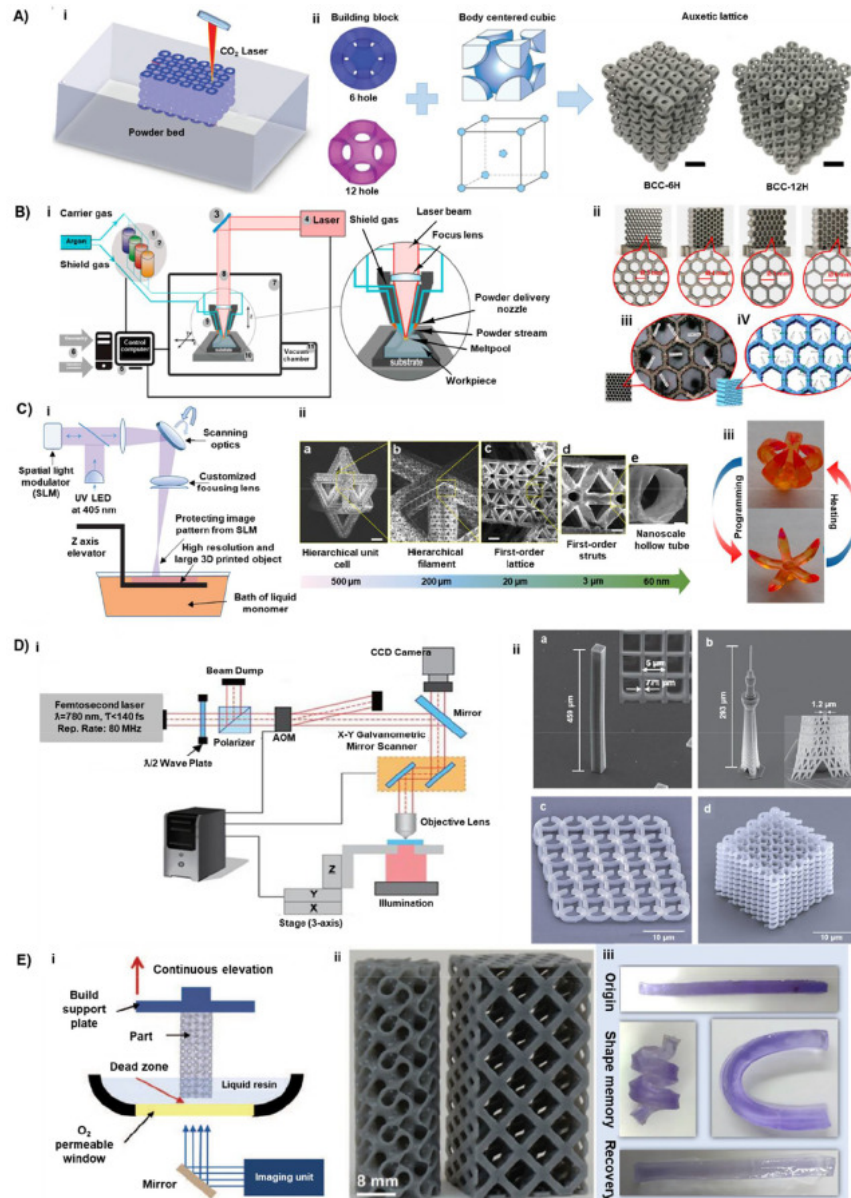 A)
i
CO₂ Laser
Powder bed
ii
Building block
6 hole
12 hole
Body centered cubic
Auxetic lattice
BCC-6H
BCC-12H
B)
i
Carrier gas
Argon
Shield gas
1
2
3
4
Laser
7
8
Control
computer
Vacuum
chamber
substrate
Shield gas
Laser beam
Focus lens
Powder delivery
nozzle
Powder stream
Meltpool
Workpiece
substrate
ii
iii
iV
C)
i
Scanning
optics
Spatial light
modulator (SLM)
UV LED
at 405 nm
Customized
focusing lens
Protecting image
pattern from SLM
Z axis
elevator
High resolution and
large 3D printed object
Bath of liquid
monomer
ii
a
b
c
d
e
Hierarchical unit
cell
Hierarchical
filament
First-order
lattice
First-order
struts
Nanoscale
hollow tube
500 µm
200 µm
20 µm
3 µm
60 nm
iii
Programming
Heating
D)
i
CCD Camera
Beam Dump
Femtosecond laser
λ=780 nm, T<140 fs
Rep. Rate: 80 MHz
λ/2 Wave Plate
Polarizer
AOM
Mirror
X-Y Galvanometric
Mirror Scanner
Objective Lens
Z
Y
X
Stage (3-axis)
Illumination
ii
a
459 µm
5 µm
b
293 µm
1.2 µm
c
10 µm
d
10 µm
E)
i
Continuous elevation
Build support
plate
Part
Dead zone
Liquid resin
O₂
permeable
window
Mirror
Imaging unit
ii
8 mm
iii
Origin
Shape memory
Recovery